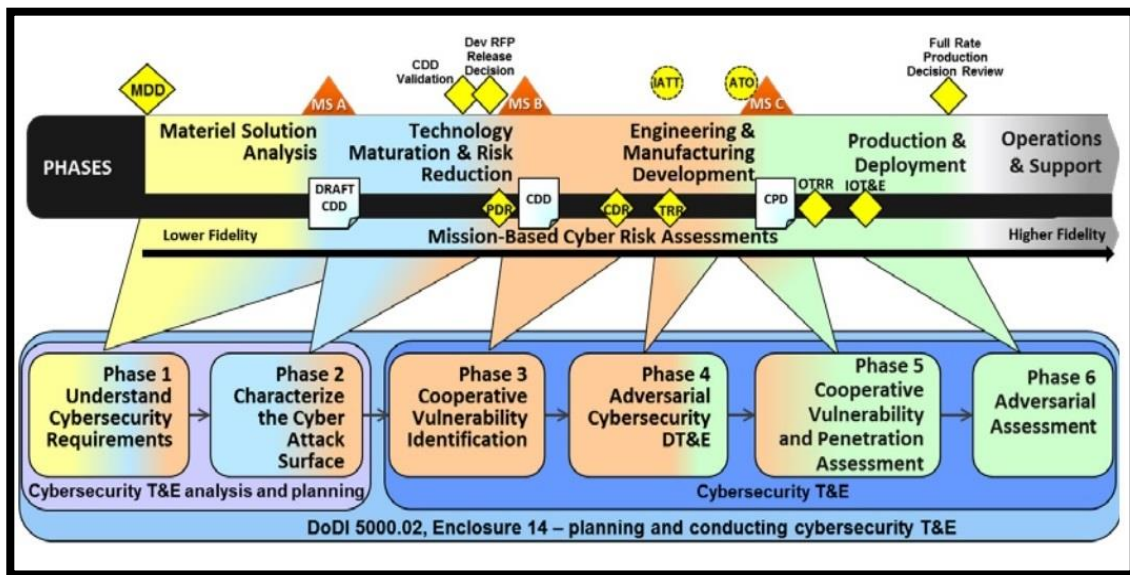 MDD
MS A
CDD
Validation
Dev RFP
Release
Decision
MS B
IATT
ATO
MS C
Full Rate
Production
Decision Review
PHASES
Materiel Solution
Analysis
Technology
Maturation & Risk
Reduction
Engineering &
Manufacturing
Development
Production &
Deployment
Operations
& Support
DRAFT
CDD
PDR
CDD
CDR
TRR
CPD
OTRR
IOT&E
Lower Fidelity
Mission-Based Cyber Risk Assessments
Higher Fidelity
Phase 1
Understand
Cybersecurity
Requirements
Phase 2
Characterize
the Cyber
Attack
Surface
Phase 3
Cooperative
Vulnerability
Identification
Phase 4
Adversarial
Cybersecurity
DT&E
Phase 5
Cooperative
Vulnerability
and Penetration
Assessment
Phase 6
Adversarial
Assessment
Cybersecurity T&E analysis and planning
Cybersecurity T&E
DoDI 5000.02, Enclosure 14 – planning and conducting cybersecurity T&E